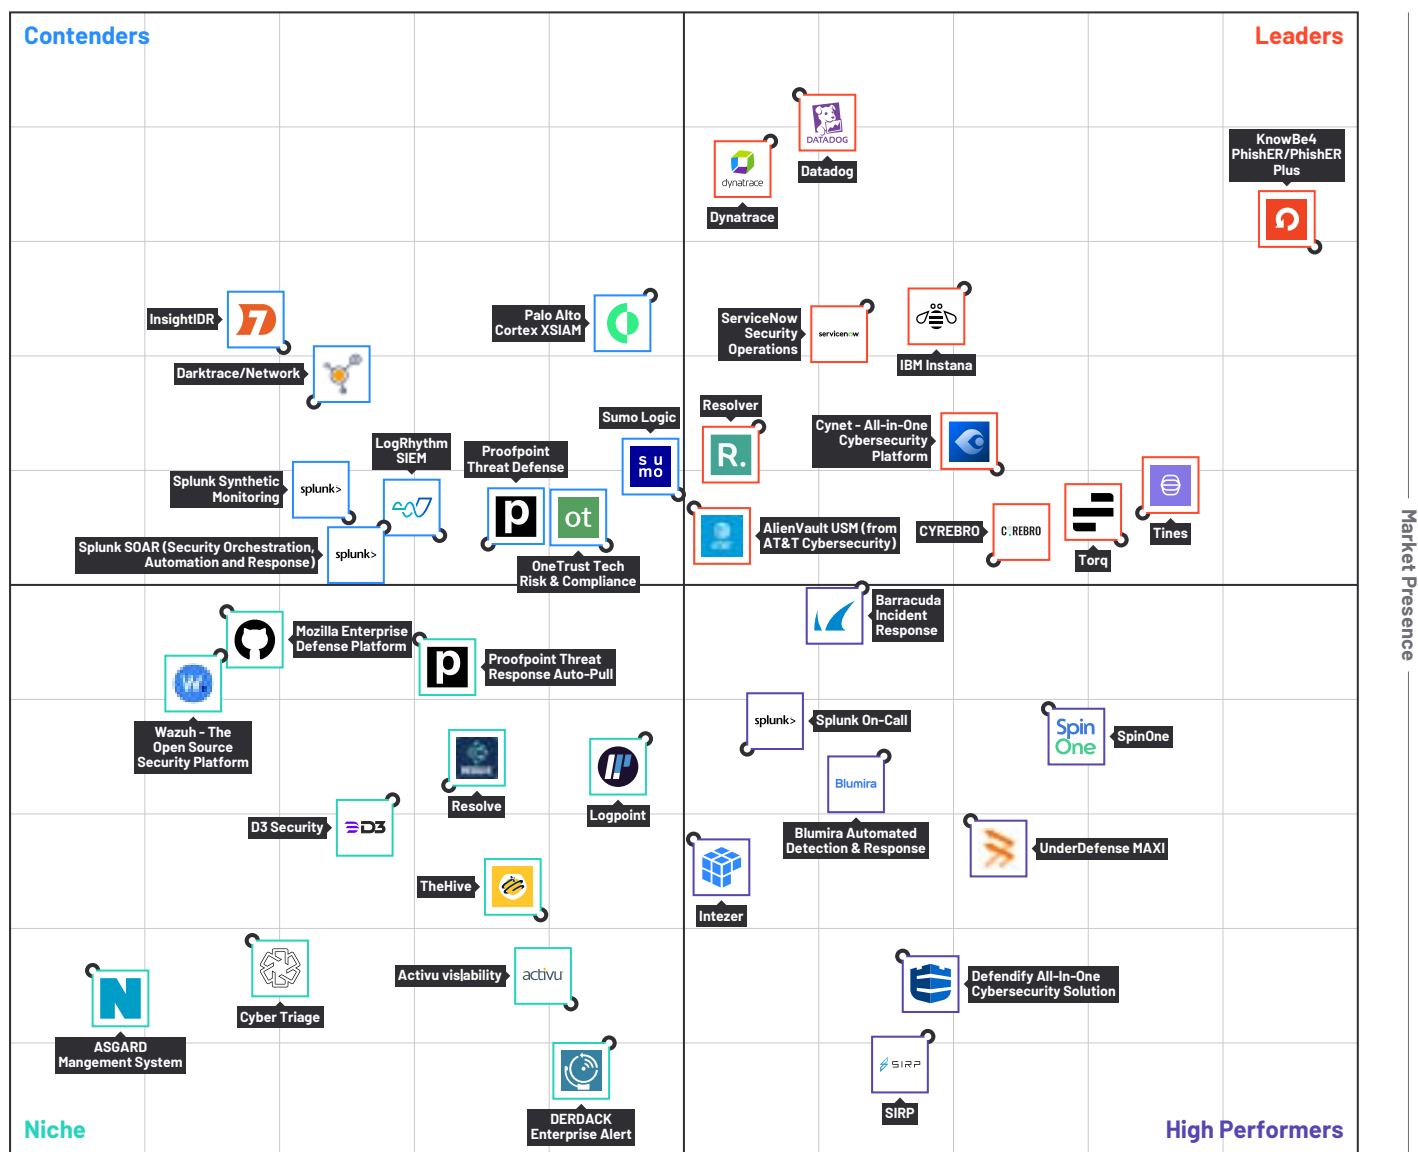 Contenders
Leaders
DATADOG
Datadog
dynatrace
Dynatrace
KnowBe4
PhishER/PhishER
Plus
InsightIDR
Palo Alto
Cortex XSIAM
ServiceNow
Security
Operations
servicenow
IBM Instana
Darktrace/Network
Sumo Logic
su
mo
Resolver
R.
Cynet - All-in-One
Cybersecurity
Platform
LogRhythm
SIEM
Proofpoint
Threat Defense
Splunk Synthetic
Monitoring
splunk>
p
ot
AlienVault USM (from
AT&T Cybersecurity)
CYREBRO
CYREBRO
Torq
Tines
Splunk SOAR (Security Orchestration,
Automation and Response)
splunk>
OneTrust Tech
Risk & Compliance
Market Presence
Barracuda
Incident
Response
Mozilla Enterprise
Defense Platform
p
Proofpoint Threat
Response Auto-Pull
W.
Wazuh - The
Open Source
Security Platform
splunk>
Splunk On-Call
Spin
One
SpinOne
Resolve
Logpoint
Blumira
Blumira Automated
Detection & Response
D3 Security
D3
UnderDefense MAXI
TheHive
Intezer
Cyber Triage
Activu vis|ability
activu
Defendify All-In-One
Cybersecurity Solution
N
ASGARD
Mangement System
DERDACK
Enterprise Alert
SIRP
SIRP
Niche
High Performers